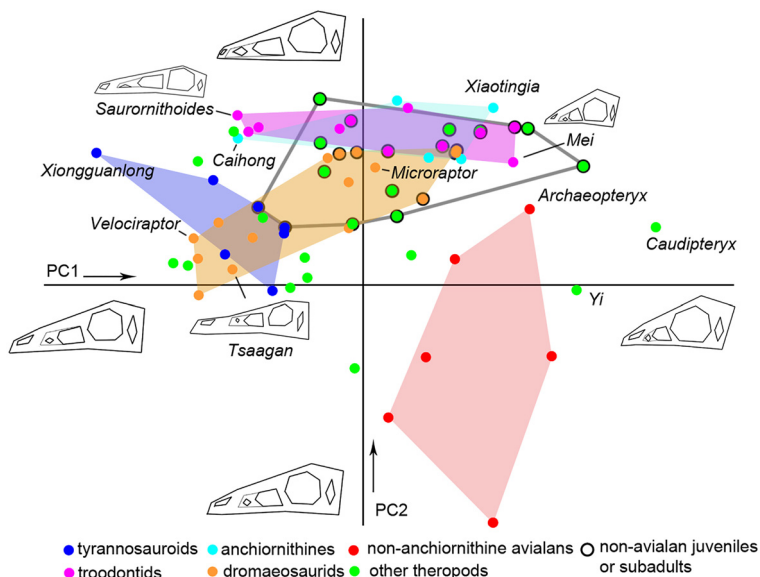 Xiaotingia
Saurornithoides
Mei
Caihong
Xiongguanlong
Microraptor
Archaeopteryx
Velociraptor
Caudipteryx
PC1
Yi
Tsaagan
PC2
tyrannosauroids anchiornithines non-anchiornithine avialans non-avialan juveniles
troodontids dromaeosaurids other theropods or subadults